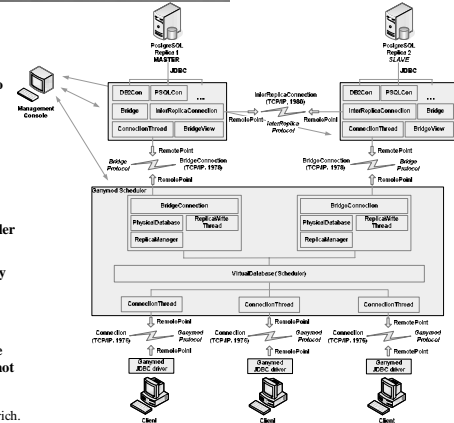 PostgreSQL
Replica 1
MASTER
PostgreSQL
Replica 2
SLAVE
JDBC
JDBC
Management
Console
DB2Con
PSQLCon
...
Bridge
InterReplicaConnection
ConnectionThread
BridgeView
InterReplicaConnection
(TCP/IP, 1980)
RemotePoint
RemotePoint
InterReplica
Protocol
DB2Con
PSQLCon
...
InterReplicaConnection
Bridge
ConnectionThread
BridgeView
RemotePoint
Bridge
Protocol
BridgeConnection
(TCP/IP, 1978)
RemotePoint
RemotePoint
BridgeConnection
(TCP/IP, 1978)
Bridge
Protocol
RemotePoint
Ganymed Scheduler
BridgeConnection
PhysicalDatabase
ReplicaWrite
Thread
ReplicaManager
BridgeConnection
PhysicalDatabase
ReplicaWrite
Thread
ReplicaManager
VirtualDatabase (Scheduler)
ConnectionThread
ConnectionThread
ConnectionThread
RemotePoint
RemotePoint
RemotePoint
Connection
(TCP/IP, 1976)
Ganymed
Protocol
Connection
(TCP/IP, 1976)
Ganymed
Protocol
Connection
(TCP/IP, 1976)
Ganymed
Protocol
RemotePoint
RemotePoint
RemotePoint
Ganymed
JDBC driver
Ganymed
JDBC driver
Ganymed
JDBC driver
Client
Client
Client
not
rich.